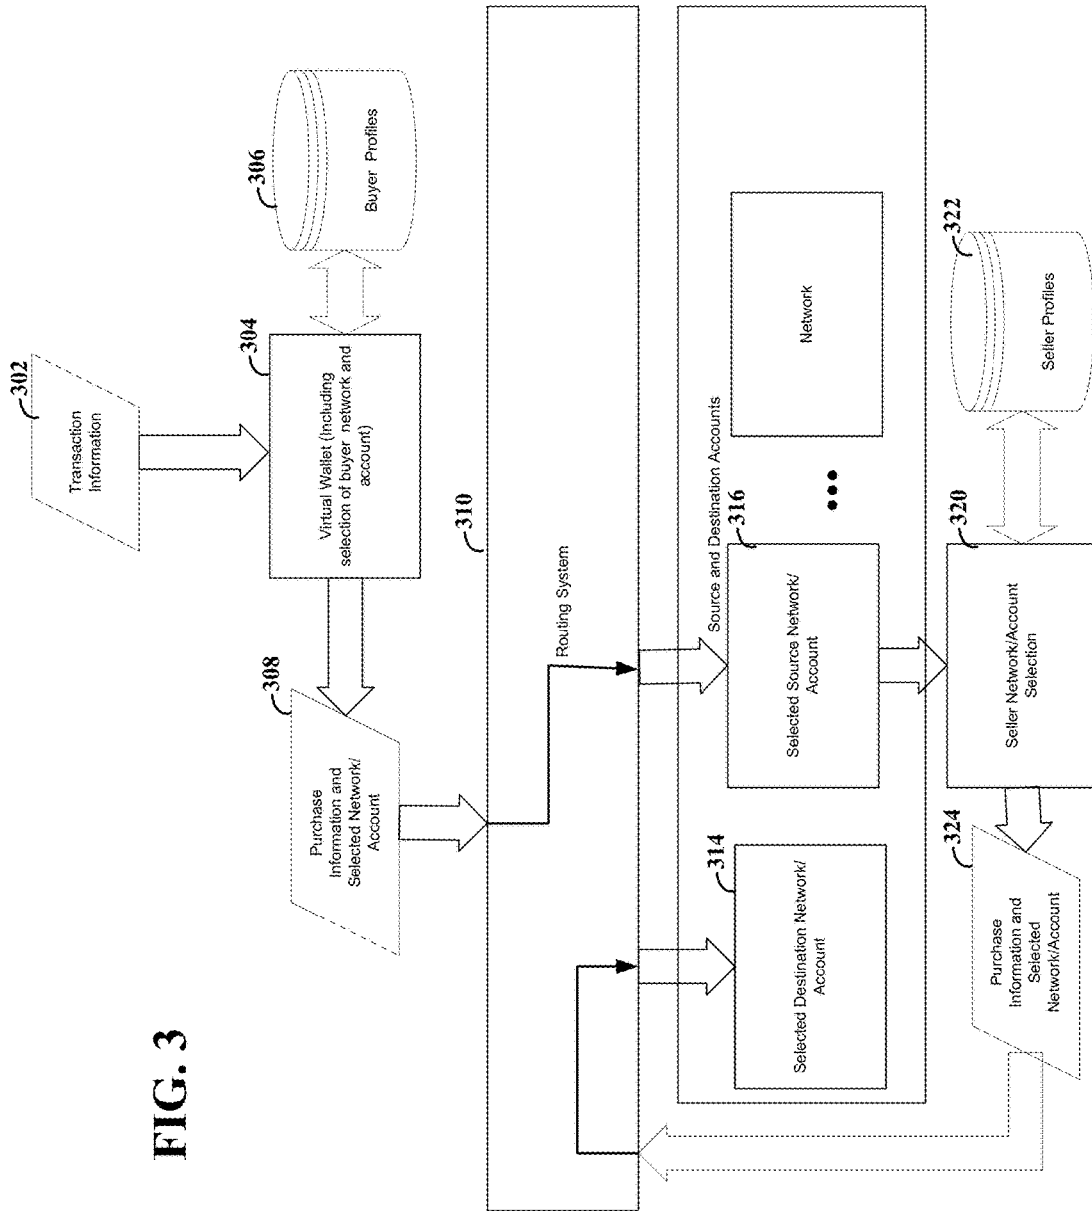 FIG. 3
302
Transaction
Information
304
Virtual Wallet (Including
selection of buyer network and
account)
306
Buyer Profiles
308
Purchase
Information and
Selected Network/
Account
310
Routing System
Source and Destination Accounts
314
Selected Destination Network/
Account
316
Selected Source Network/
Account
Network
320
Seller Network/Account
Selection
322
Seller Profiles
324
Purchase
Information and
Selected
Network/Account